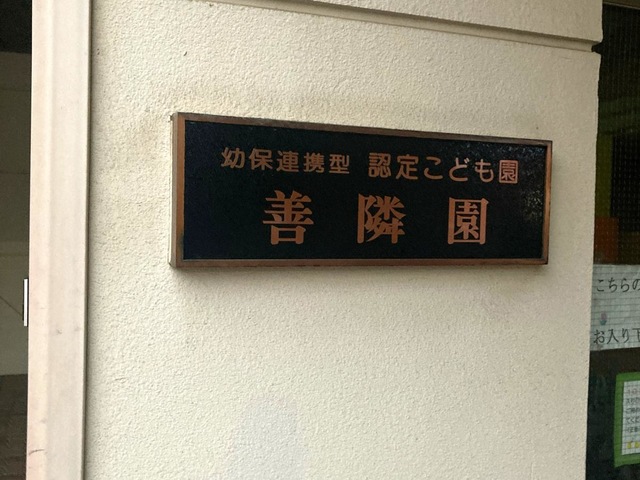 幼保連携型 認定こども園
善隣園
こちらの
お入り下